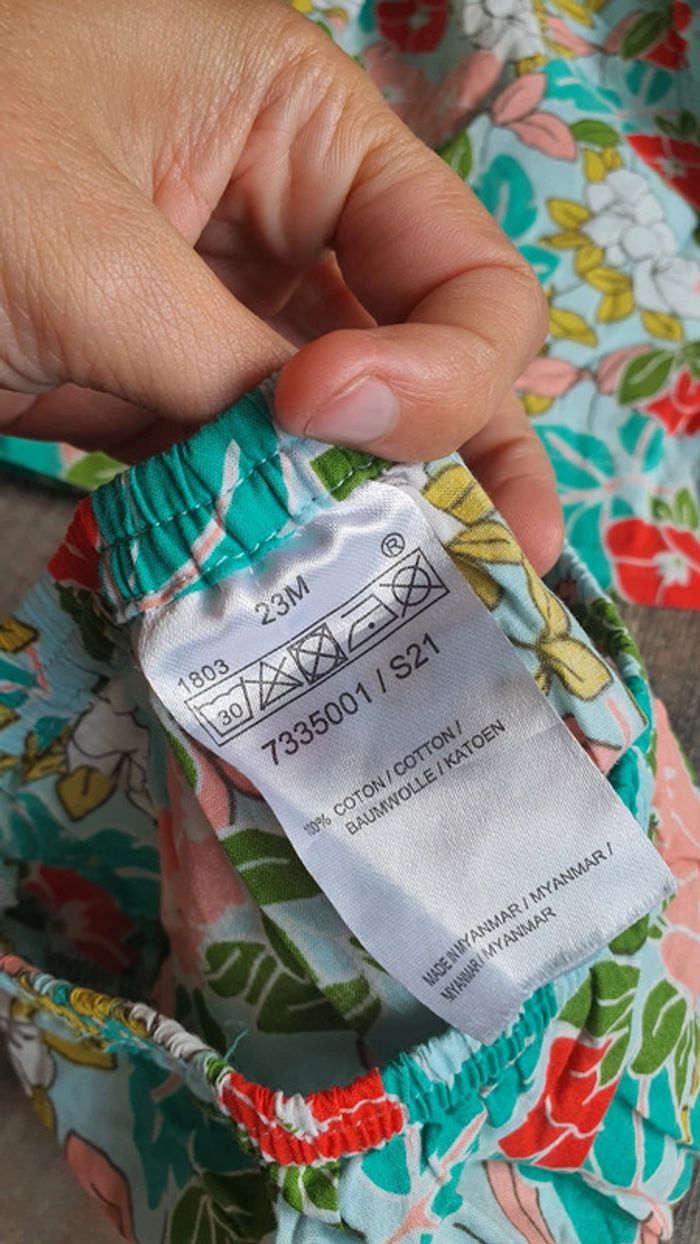 ®
23M
1803
30
7335001 / S21
100% COTON / COTTON /
BAUMWOLLE / KATOEN
MADE IN MYANMAR / MYANMAR /
MYANMAR / MYANMAR